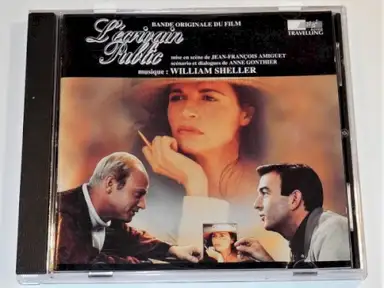 BANDE ORIGINALE DU FILM
L'écrivain
Public
mise en scène de JEAN-FRANÇOIS AMIGUET
scénario et dialogues de ANNE GONTHIER
musique : WILLIAM SHELLER
TRAVELLING